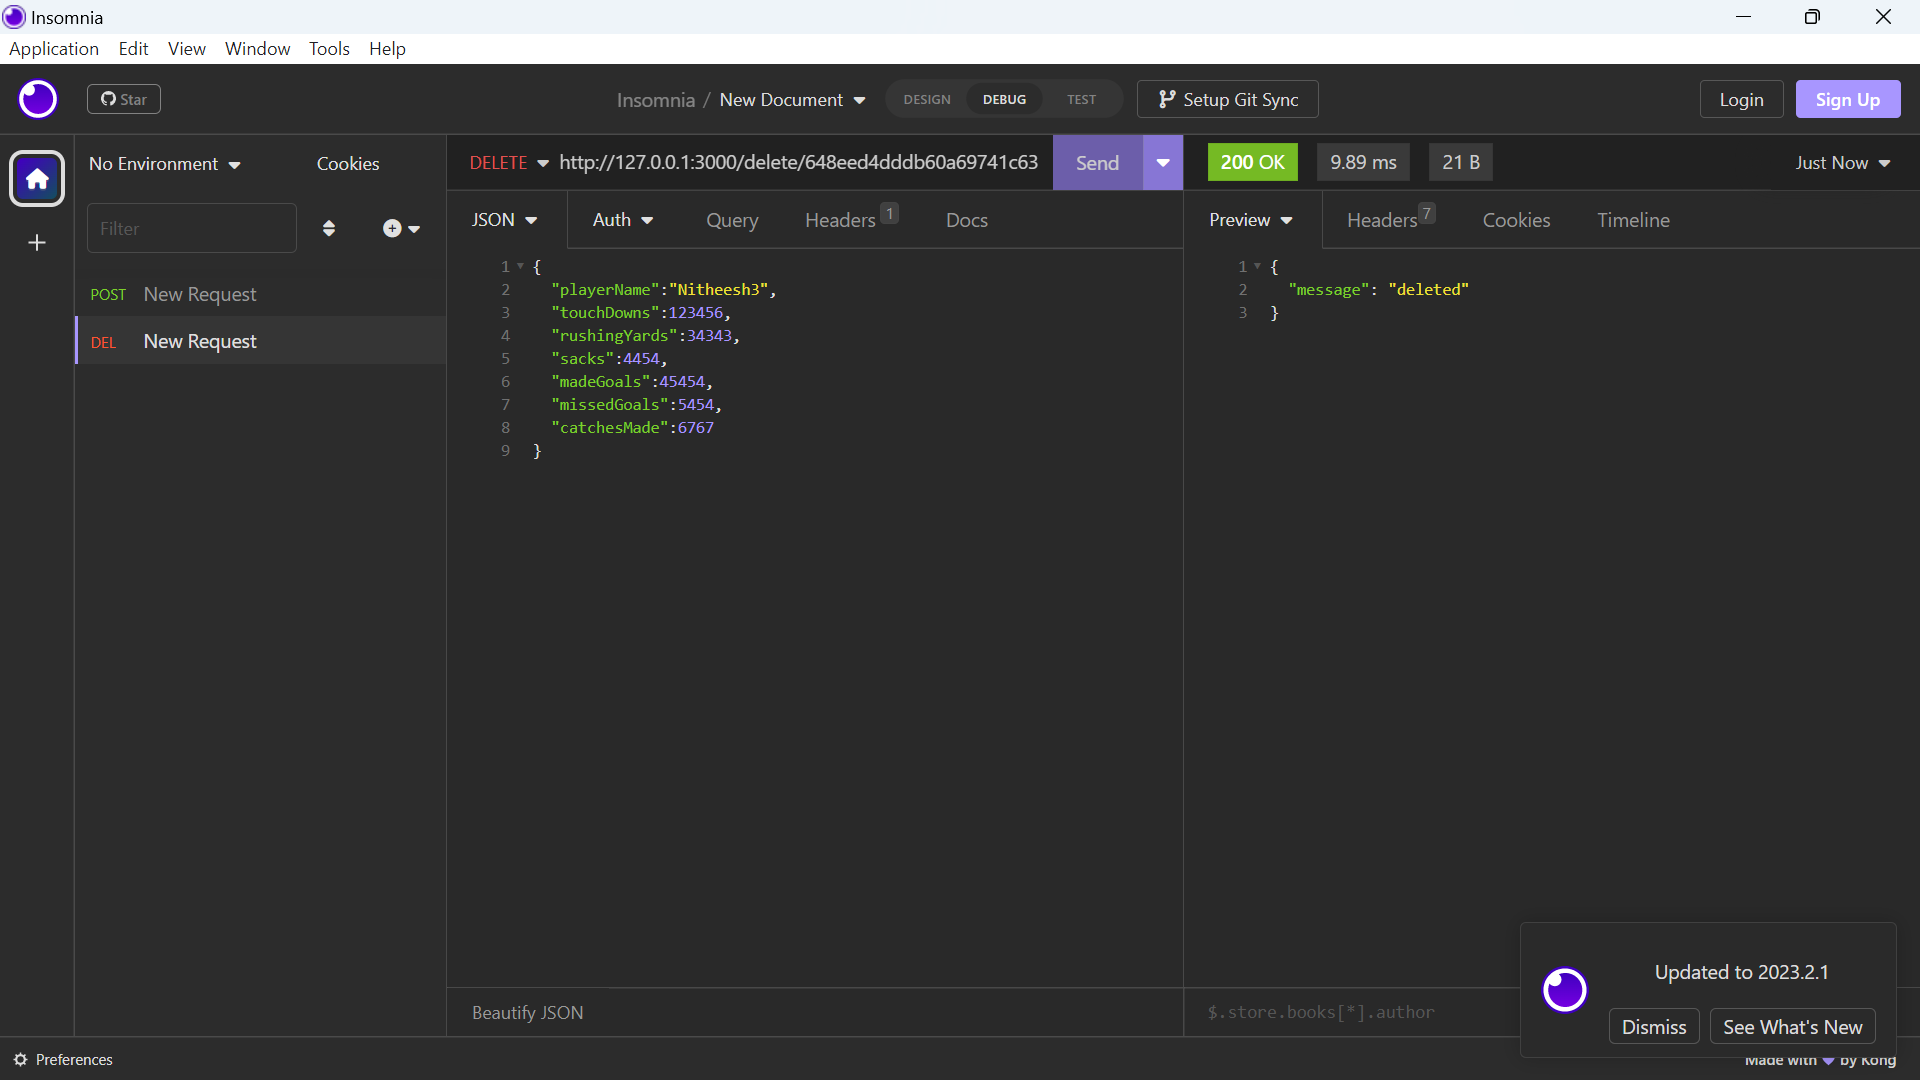 Insomnia
Application Edit View Window Tools Help
Star
Insomnia / New Document DESIGN DEBUG TEST Setup Git Sync
Login Sign Up
No Environment Cookies
DELETE http://127.0.0.1:3000/delete/648eed4dddb60a69741c63 Send
200 OK 9.89 ms 21 B Just Now
Filter
JSON Auth Query Headers 1 Docs
Preview Headers 7 Cookies Timeline
POST New Request
DEL New Request
1 {
2 "playerName":"Nitheesh3",
3 "touchDowns":123456,
4 "rushingYards":34343,
5 "sacks":4454,
6 "madeGoals":45454,
7 "missedGoals":5454,
8 "catchesMade":6767
9 }
1 {
2 "message": "deleted"
3 }
Beautify JSON
$.store.books[*].author
Updated to 2023.2.1
Dismiss See What's New
Preferences
Made with by Kong